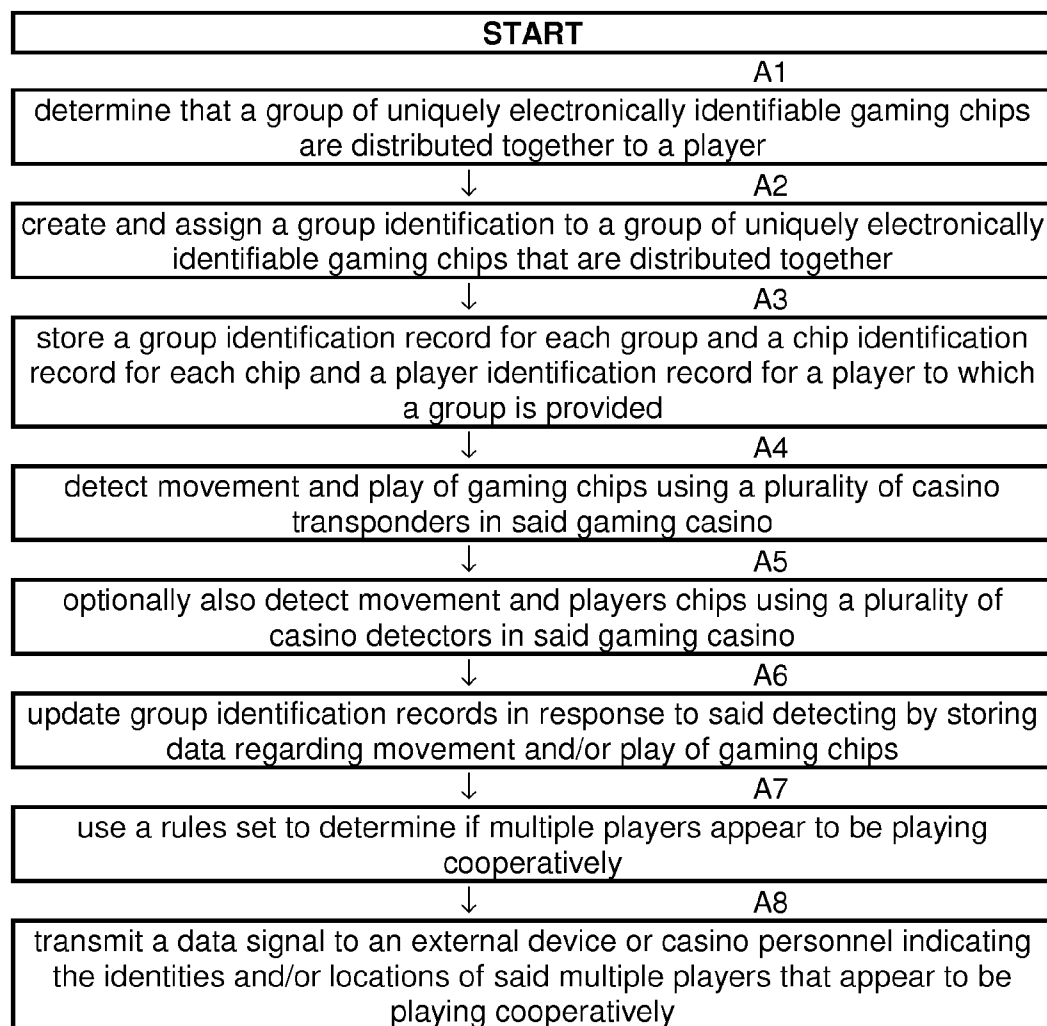 START
A1
determine that a group of uniquely electronically identifiable gaming chips
are distributed together to a player
↓ A2
create and assign a group identification to a group of uniquely electronically
identifiable gaming chips that are distributed together
↓ A3
store a group identification record for each group and a chip identification
record for each chip and a player identification record for a player to which
a group is provided
↓ A4
detect movement and play of gaming chips using a plurality of casino
transponders in said gaming casino
↓ A5
optionally also detect movement and players chips using a plurality of
casino detectors in said gaming casino
↓ A6
update group identification records in response to said detecting by storing
data regarding movement and/or play of gaming chips
↓ A7
use a rules set to determine if multiple players appear to be playing
cooperatively
↓ A8
transmit a data signal to an external device or casino personnel indicating
the identities and/or locations of said multiple players that appear to be
playing cooperatively